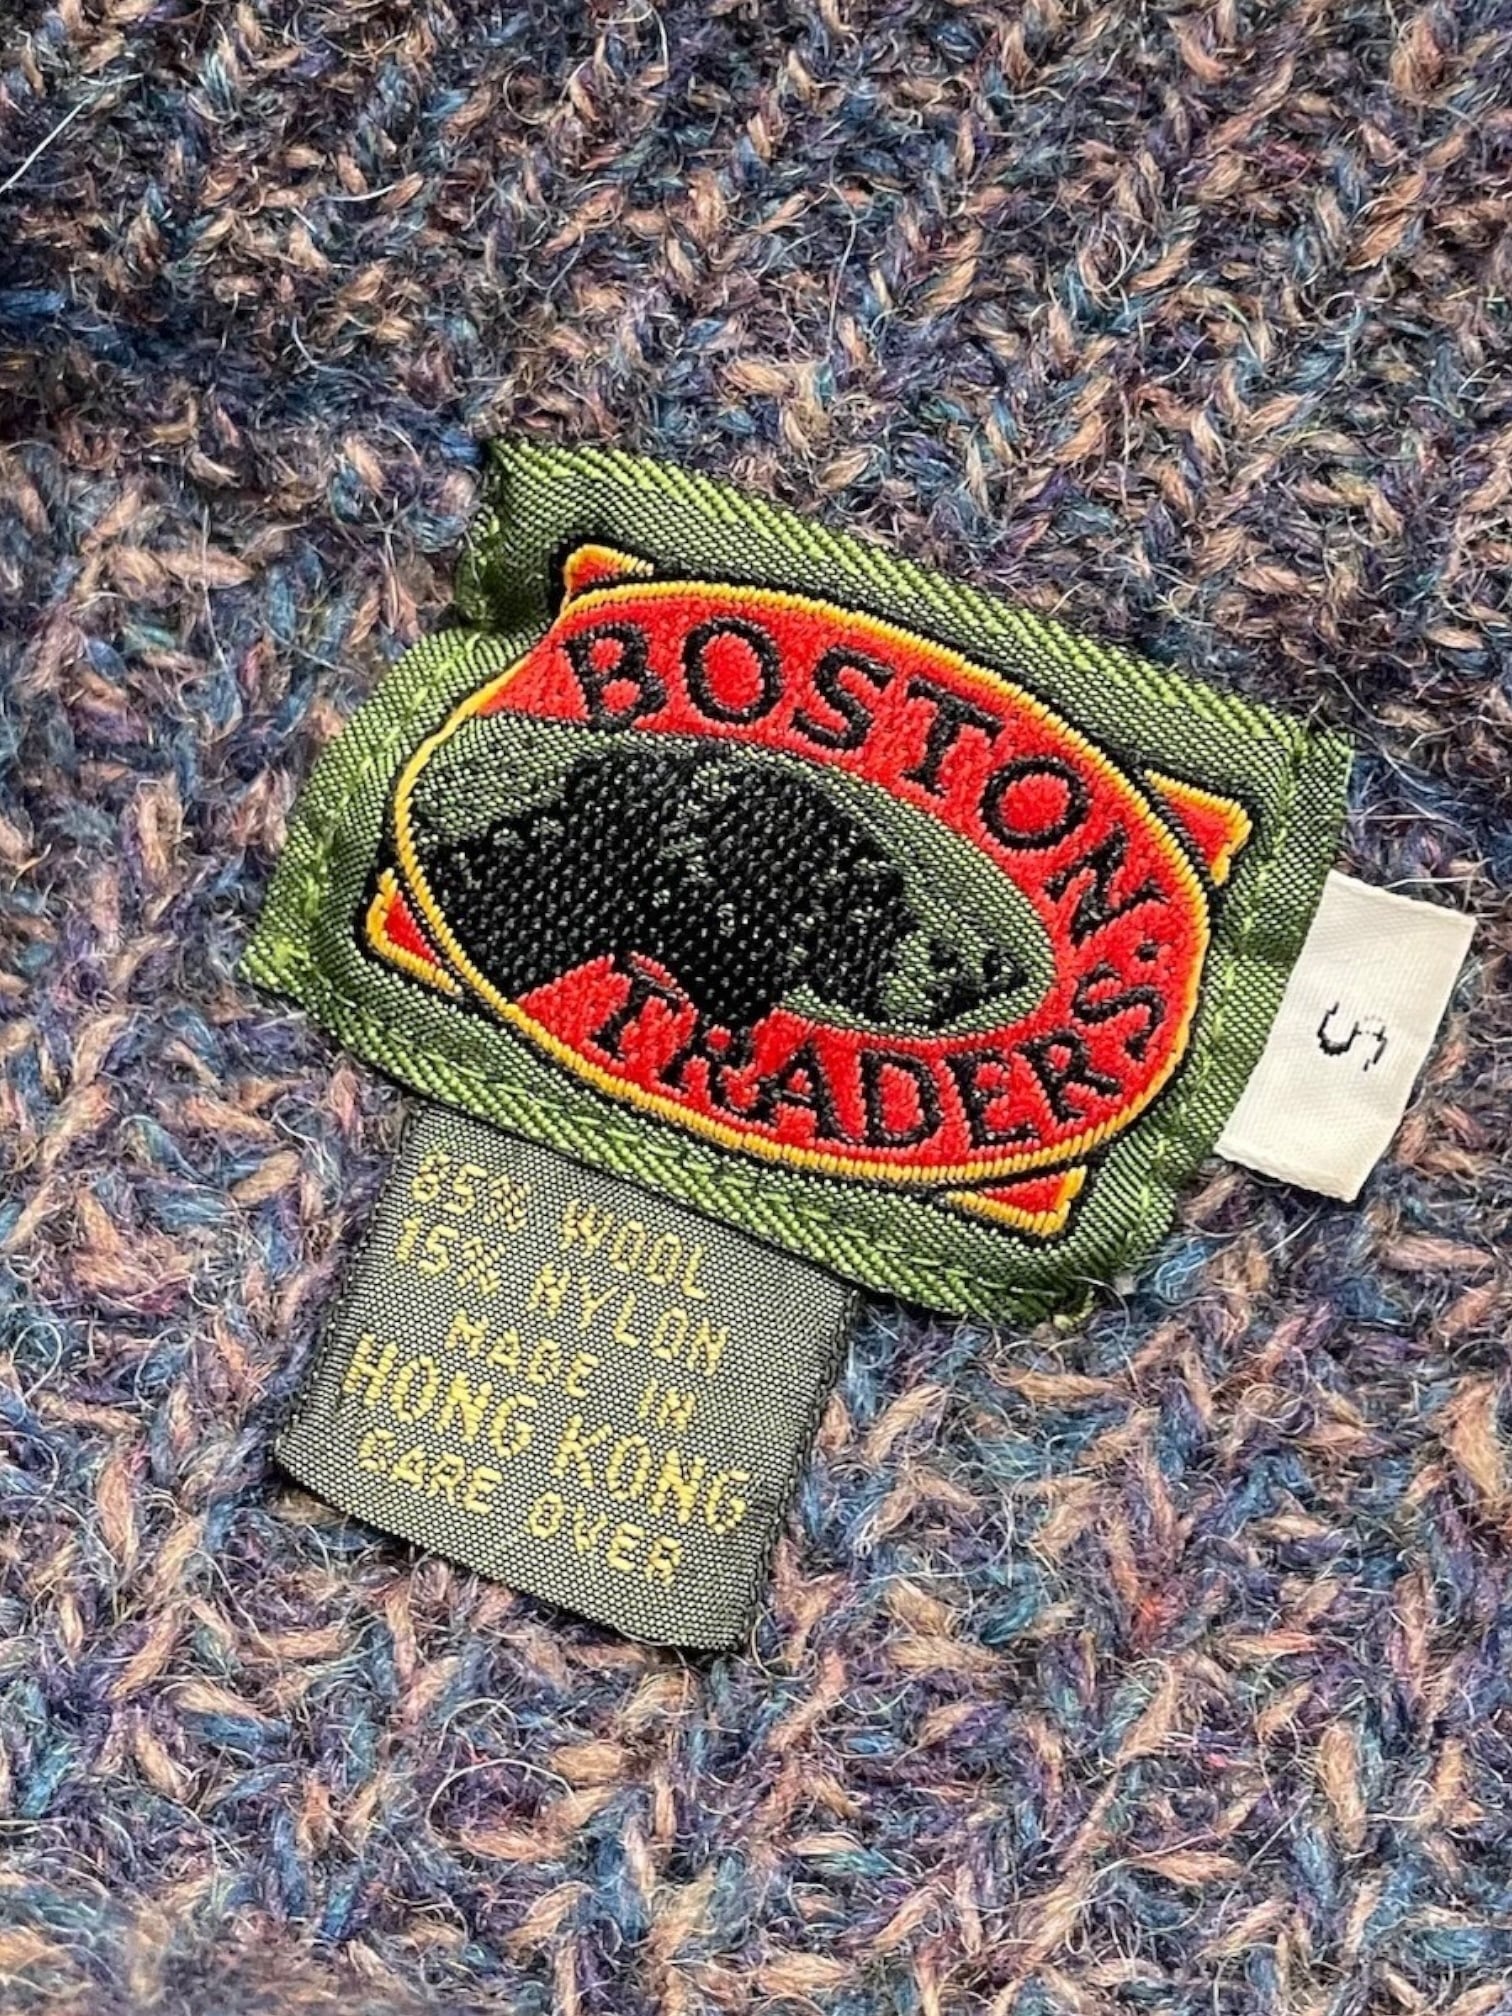 BOSTON
TRADERS
S
85% WOOL
15% NYLON
MADE IN
HONG KONG
CARE OVER